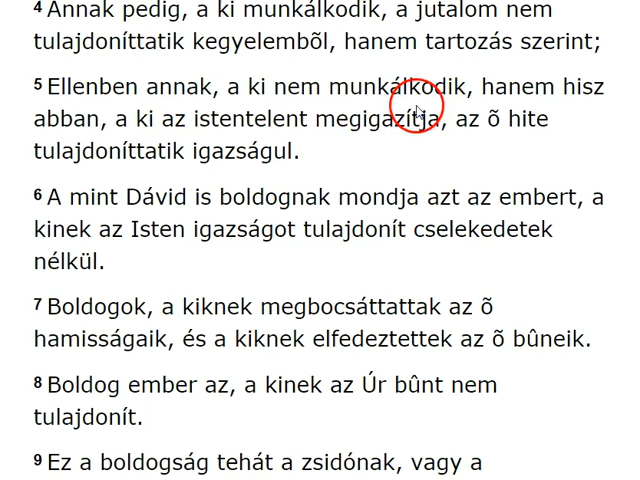 4 Annak pedig, a ki munkálkodik, a jutalom nem
tulajdoníttatik kegyelembõl, hanem tartozás szerint;
5 Ellenben annak, a ki nem munkálkodik, hanem hisz
abban, a ki az istentelent megigazítja, az õ hite
tulajdoníttatik igazságul.
6 A mint Dávid is boldognak mondja azt az embert, a
kinek az Isten igazságot tulajdonít cselekedetek
nélkül.
7 Boldogok, a kiknek megbocsáttattak az õ
hamisságaik, és a kiknek elfedeztettek az õ bûneik.
8 Boldog ember az, a kinek az Úr bûnt nem
tulajdonít.
9 Ez a boldogság tehát a zsidónak, vagy a